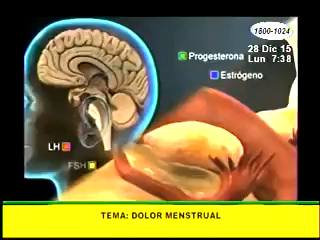 1800-1024
28 Dic 15
Lun 7:38
Progesterona
Estrógeno
LH
FSH
TEMA: DOLOR MENSTRUAL